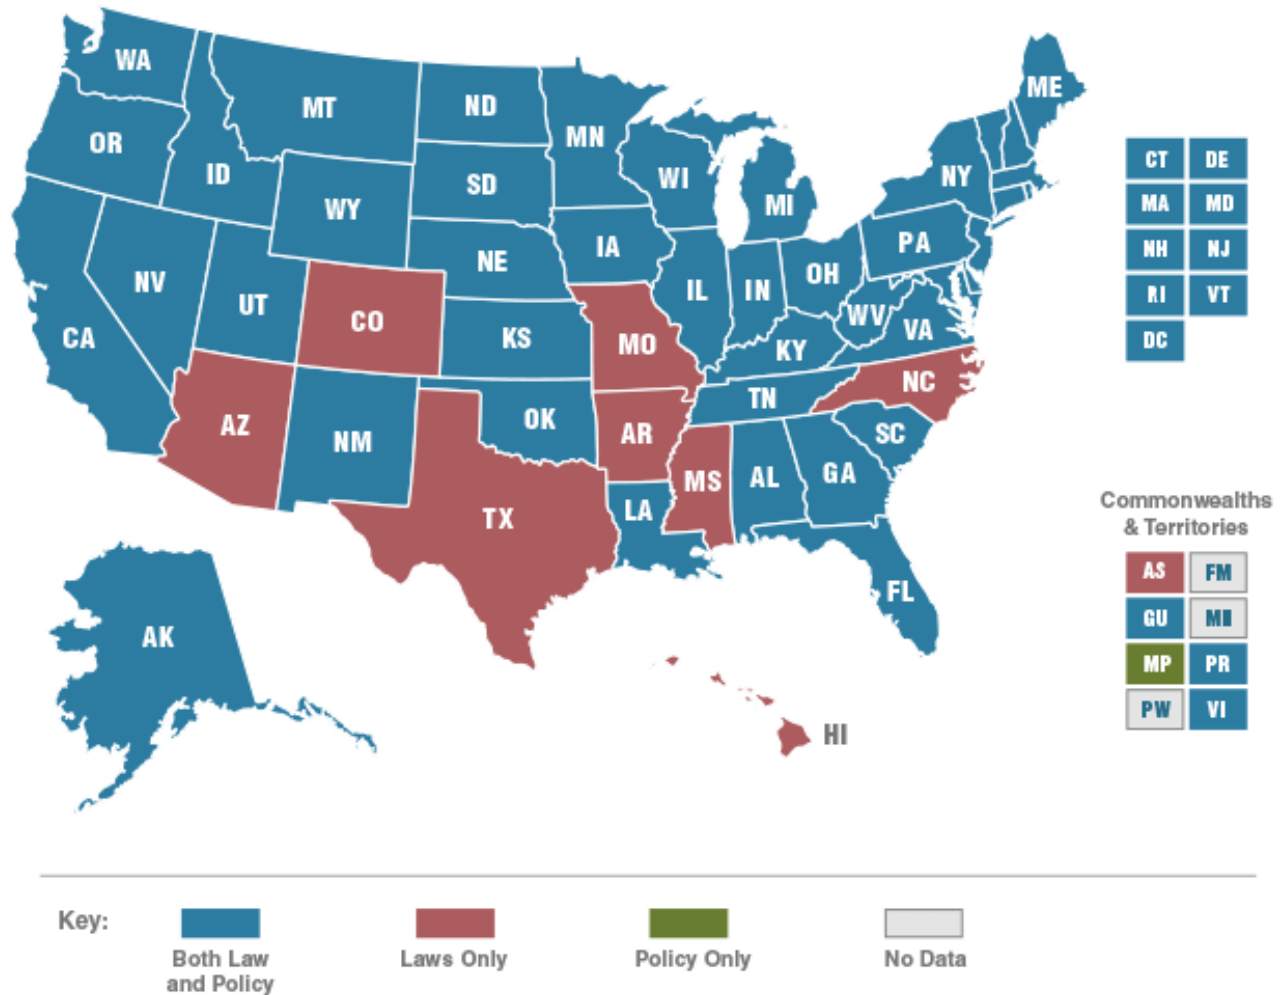 WA
MT
ND
MN
ME
OR
ID
SD
WI
NY
CT DE
WY
MI
MA MD
NV
NE
IA
PA
NH NJ
UT
CO
IL
IN
OH
WV
VA
RI VT
CA
KS
MO
KY
DC
AZ
NM
OK
AR
TN
NC
SC
TX
LA
MS
AL
GA
FL
AK
HI
Commonwealths
& Territories
AS FM
GU MH
MP PR
PW VI
Key:
Both Law
and Policy
Laws Only
Policy Only
No Data